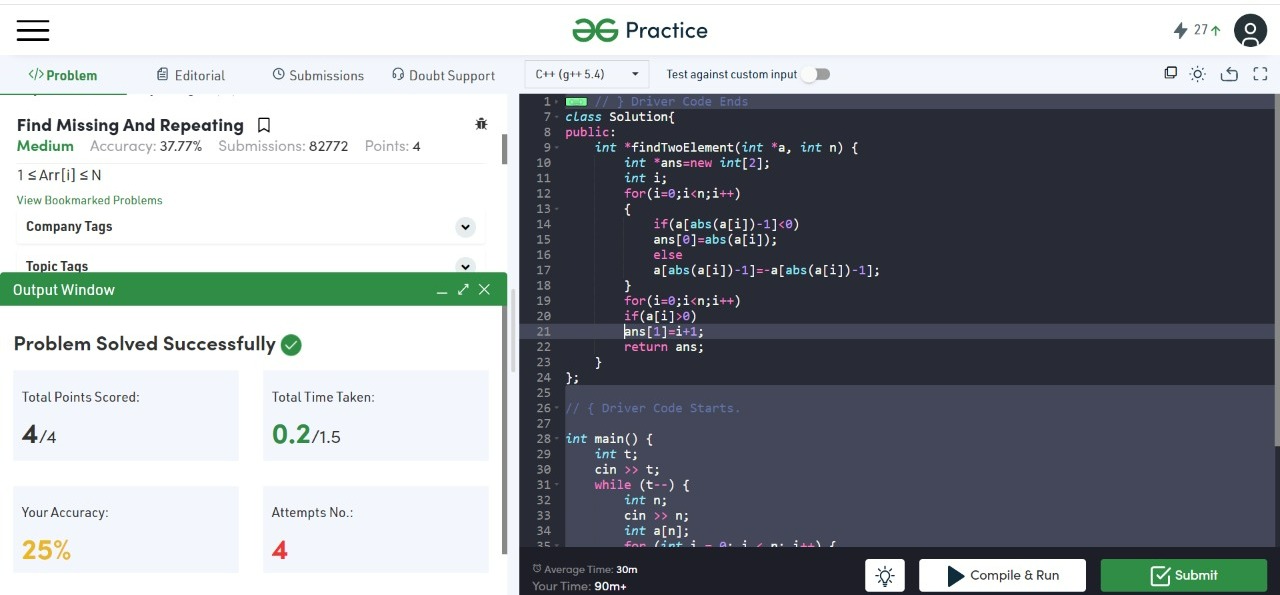 Practice
27
</>Problem
Editorial
Submissions
Doubt Support
C++ (g++ 5.4)
Test against custom input
Find Missing And Repeating
Medium Accuracy: 37.77% Submissions: 82772 Points: 4
1 ≤ Arr[i] ≤ N
View Bookmarked Problems
Company Tags
Topic Tags
Output Window
Problem Solved Successfully
Total Points Scored:
4/4
Total Time Taken:
0.2/1.5
Your Accuracy:
25%
Attempts No.:
4
1 // } Driver Code Ends
7 class Solution{
8 public:
9 int *findTwoElement(int *a, int n) {
10 int *ans=new int[2];
11 int i;
12 for(i=0;i<n;i++)
13 {
14 if(a[abs(a[i])-1]<0)
15 ans[0]=abs(a[i]);
16 else
17 a[abs(a[i])-1]=-a[abs(a[i])-1];
18 }
19 for(i=0;i<n;i++)
20 if(a[i]>0)
21 ans[1]=i+1;
22 return ans;
23 }
24 };
25
26 // { Driver Code Starts.
27
28 int main() {
29 int t;
30 cin >> t;
31 while (t--) {
32 int n;
33 cin >> n;
34 int a[n];
35 for (int i = 0; i < n; i++) {
Average Time: 30m
Your Time: 90m+
Compile & Run
Submit